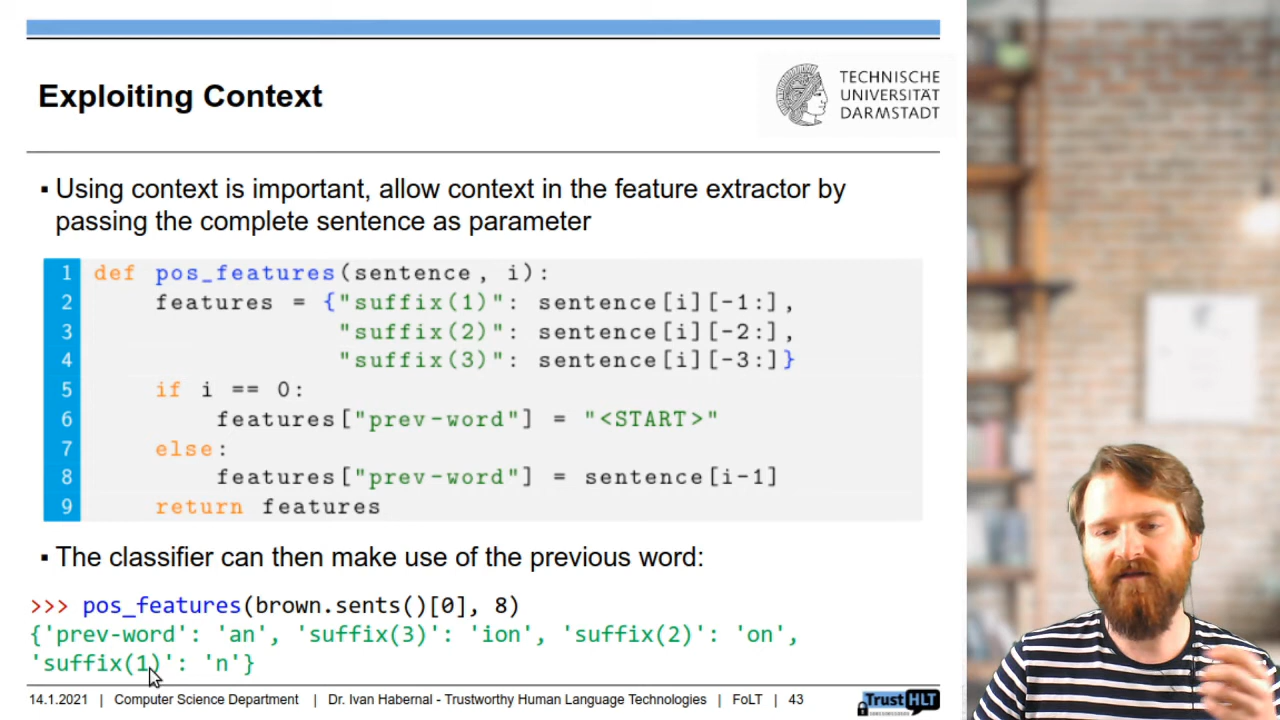 Exploiting Context
TECHNISCHE
UNIVERSITÄT
DARMSTADT
▪ Using context is important, allow context in the feature extractor by
passing the complete sentence as parameter
1 def pos_features(sentence, i):
2     features = {"suffix(1)": sentence[i][-1:],
3                 "suffix(2)": sentence[i][-2:],
4                 "suffix(3)": sentence[i][-3:]}
5     if i == 0:
6         features["prev-word"] = "<START>"
7     else:
8         features["prev-word"] = sentence[i-1]
9     return features
▪ The classifier can then make use of the previous word:
>>> pos_features(brown.sents()[0], 8)
{'prev-word': 'an', 'suffix(3)': 'ion', 'suffix(2)': 'on',
'suffix(1)': 'n'}
14.1.2021 | Computer Science Department | Dr. Ivan Habernal - Trustworthy Human Language Technologies | FoLT | 43
TrustHLT